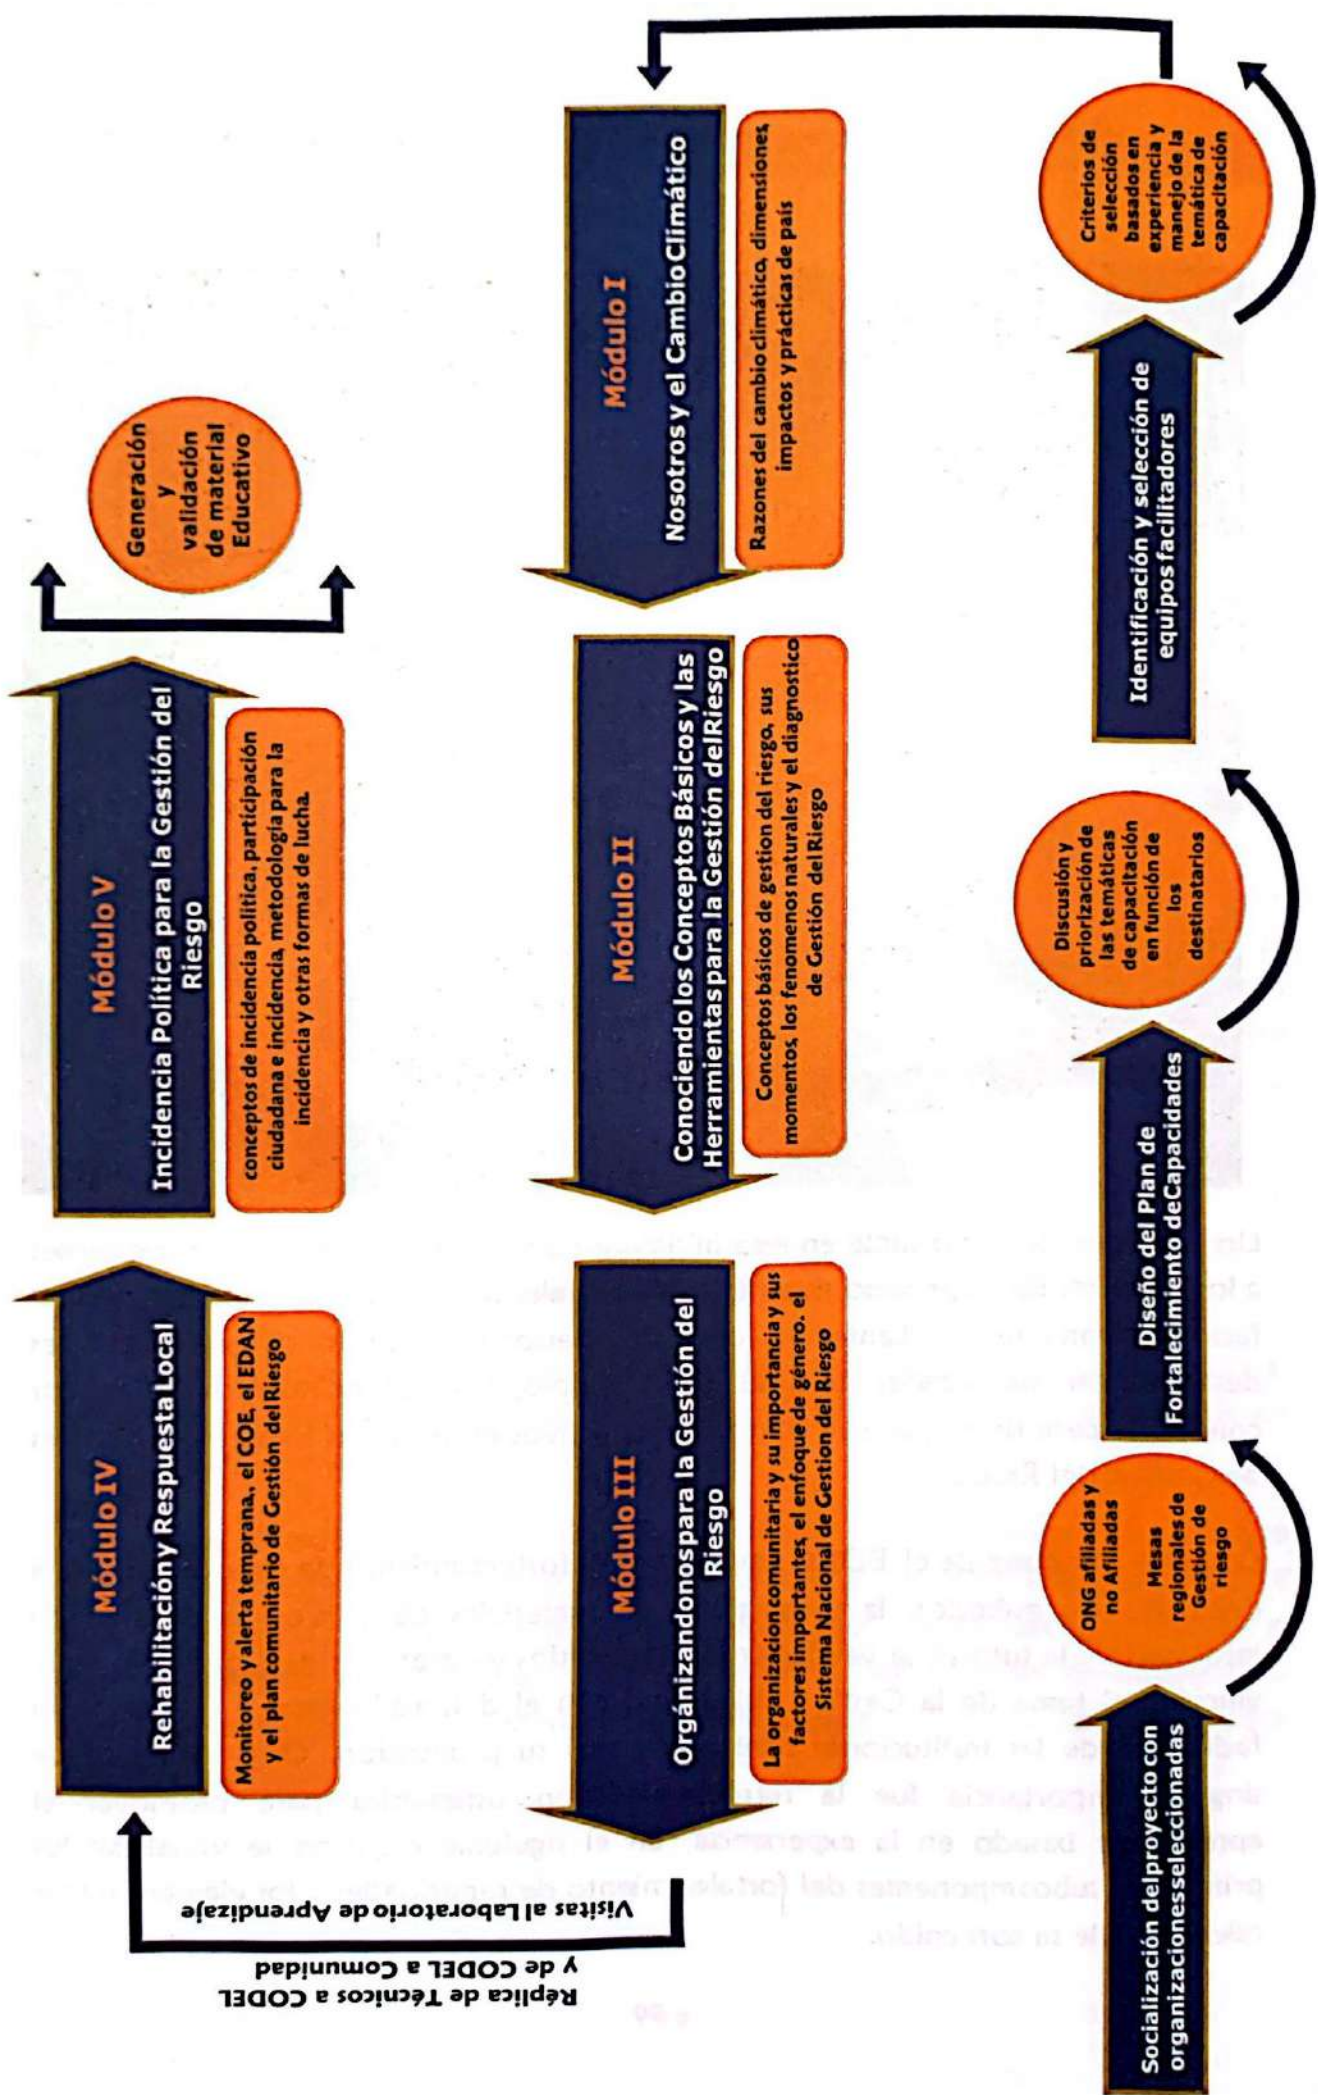 Módulo IV
Rehabilitación y Respuesta Local
Monitoreo y alerta temprana,, el COE, el EDAN
y el plan comunitario de Gestión del Riesgo
Módulo V
Incidencia Política para la Gestión del
Riesgo
conceptos de incidencia política, participación
ciudadana e incidencia, metodología para la
incidencia y otras formas de lucha.
Generación
y
validación
de material
Educativo
Réplica de Técnicos a CODEL
y de CODEL a Comunidad
Visitas al Laboratorio de Aprendizaje
Módulo III
Orgánizandonos para la Gestión del
Riesgo
La organizacion comunitaria y su importancia y sus
factores importantes, el enfoque de género. el
Sistema Nacional de Gestion del Riesgo
Módulo II
Conociendo los Conceptos Básicos y las
Herramientas para la Gestión del Riesgo
Conceptos básicos de gestion del riesgo, sus
momentos, los fenomenos naturales y el diagnostico
de Gestión del Riesgo
Módulo I
Nosotros y el Cambio Climático
Razones del cambio climático, dimensiones,
impactos y prácticas de país
Socialización del proyecto con
organizaciones seleccionadas
ONG afiliadas y
no Afiliadas
Mesas
regionales de
Gestión de
riesgo
Diseño del Plan de
Fortalecimiento de Capacidades
Discusión y
priorización de
las temáticas
de capacitación
en función de
los
destinatarios
Identificación y selección de
equipos facilitadores
Criterios de
selección
basados en
experiencia y
manejo de la
temática de
capacitación